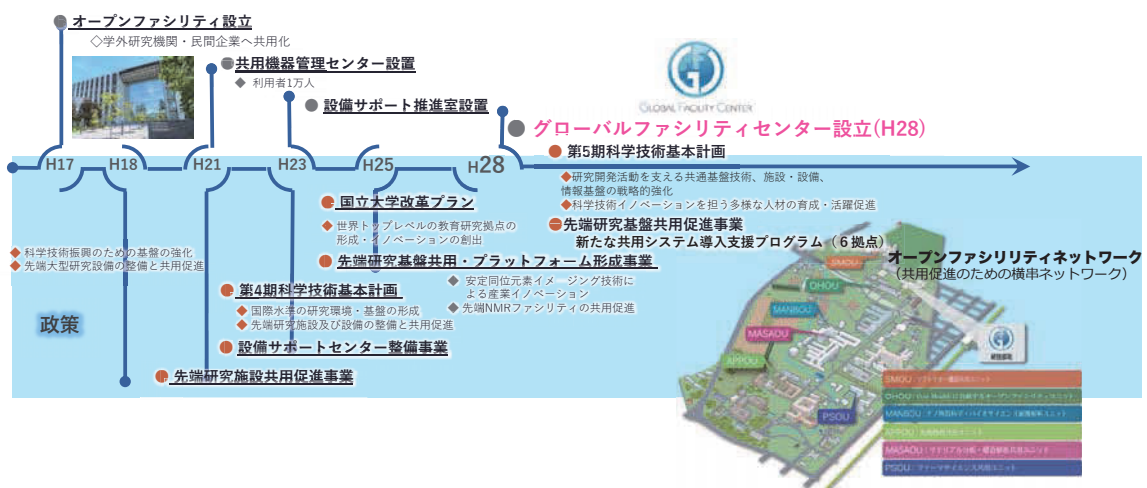 オープンファシリティ設立
◇学外研究機関・民間企業へ共用化
共用機器管理センター設置
◆ 利用者1万人
設備サポート推進室設置
GLOBAL FACILITY CENTER
グローバルファシリティセンター設立(H28)
H17
H18
H21
H23
H25
H28
第5期科学技術基本計画
◆研究開発活動を支える共通基盤技術、施設・設備、
情報基盤の戦略的強化
◆科学技術イノベーションを担う多様な人材の育成・活躍促進
先端研究基盤共用促進事業
新たな共用システム導入支援プログラム（６拠点）
オープンファシリリティネットワーク
（共用促進のための横串ネットワーク）
国立大学改革プラン
◆ 世界トップレベルの教育研究拠点の
形成・イノベーションの創出
先端研究基盤共用・プラットフォーム形成事業
◆ 安定同位元素イメージング技術に
よる産業イノベーション
◆ 先端NMRファシリティの共用促進
◆ 科学技術振興のための基盤の強化
◆ 先端大型研究設備の整備と共用促進
第4期科学技術基本計画
◆ 国際水準の研究環境・基盤の形成
◆ 先端研究施設及び設備の整備と共用促進
政策
設備サポートセンター整備事業
先端研究施設共用促進事業
SMOU
OHOU
MANBOU
MASAOU
APPOU
PSOU
SMOU
OHOU
MANBOU
APPOU
MASAOU
PSOU